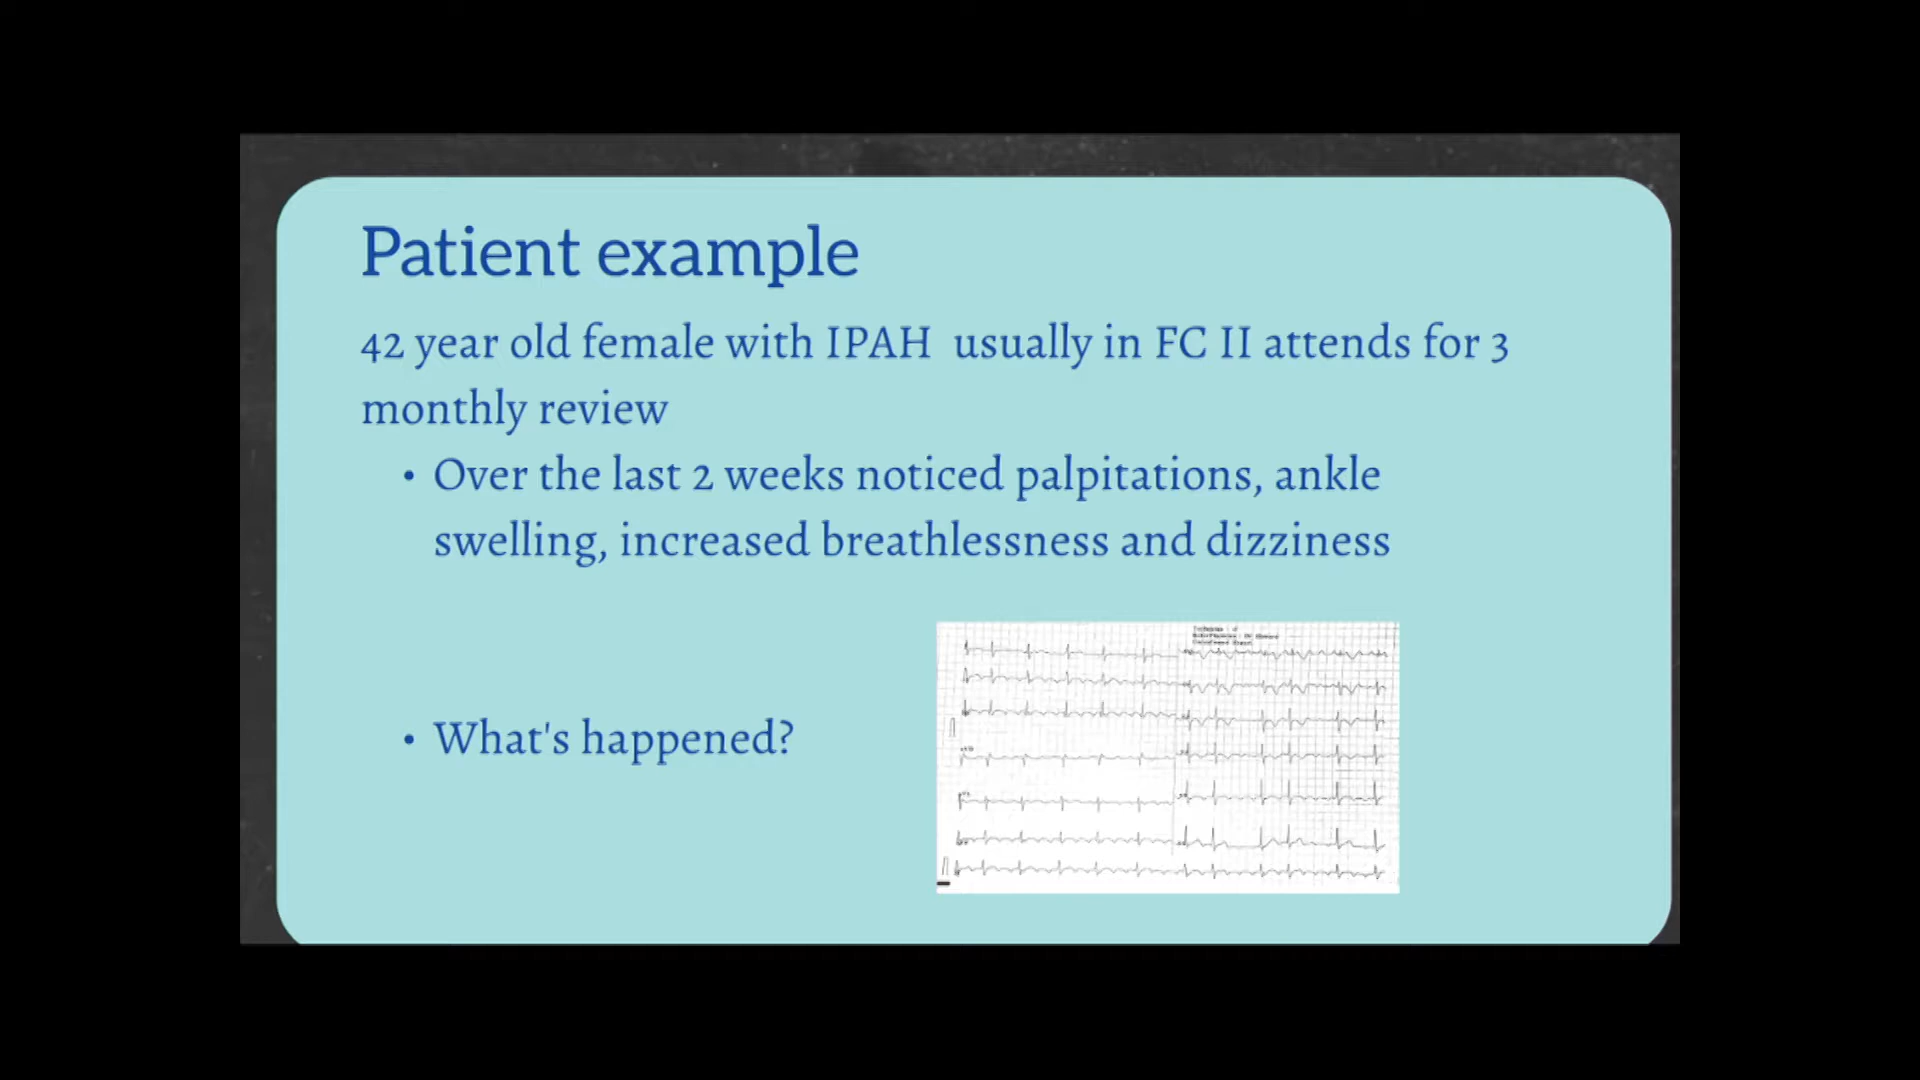 Patient example
42 year old female with IPAH usually in FC II attends for 3
monthly review
• Over the last 2 weeks noticed palpitations, ankle
swelling, increased breathlessness and dizziness
• What's happened?